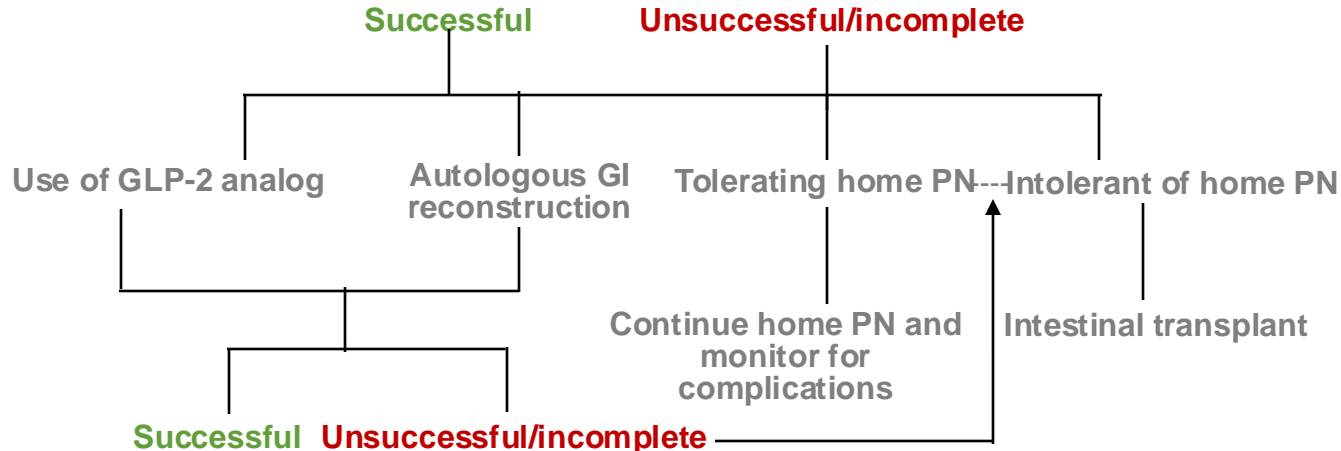 Successful
Unsuccessful/incomplete
Use of GLP-2 analog
Autologous GI
reconstruction
Tolerating home PN
Intolerant of home PN
Continue home PN and
monitor for
complications
Intestinal transplant
Successful
Unsuccessful/incomplete